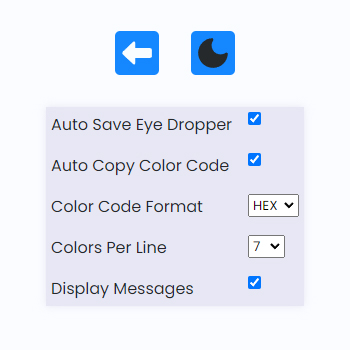 Auto Save Eye Dropper
Auto Copy Color Code
Color Code Format HEX
Colors Per Line 7
Display Messages